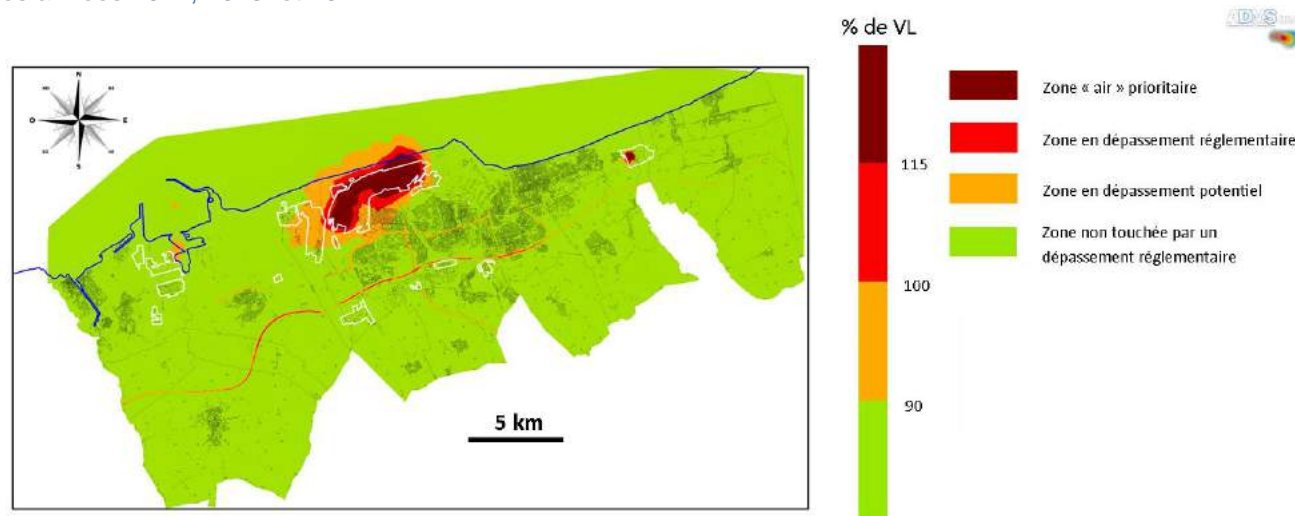 % de VL
N
O
E
S
115
100
90
Zone « air » prioritaire
Zone en dépassement réglementaire
Zone en dépassement potentiel
Zone non touchée par un
dépassement réglementaire
5 km